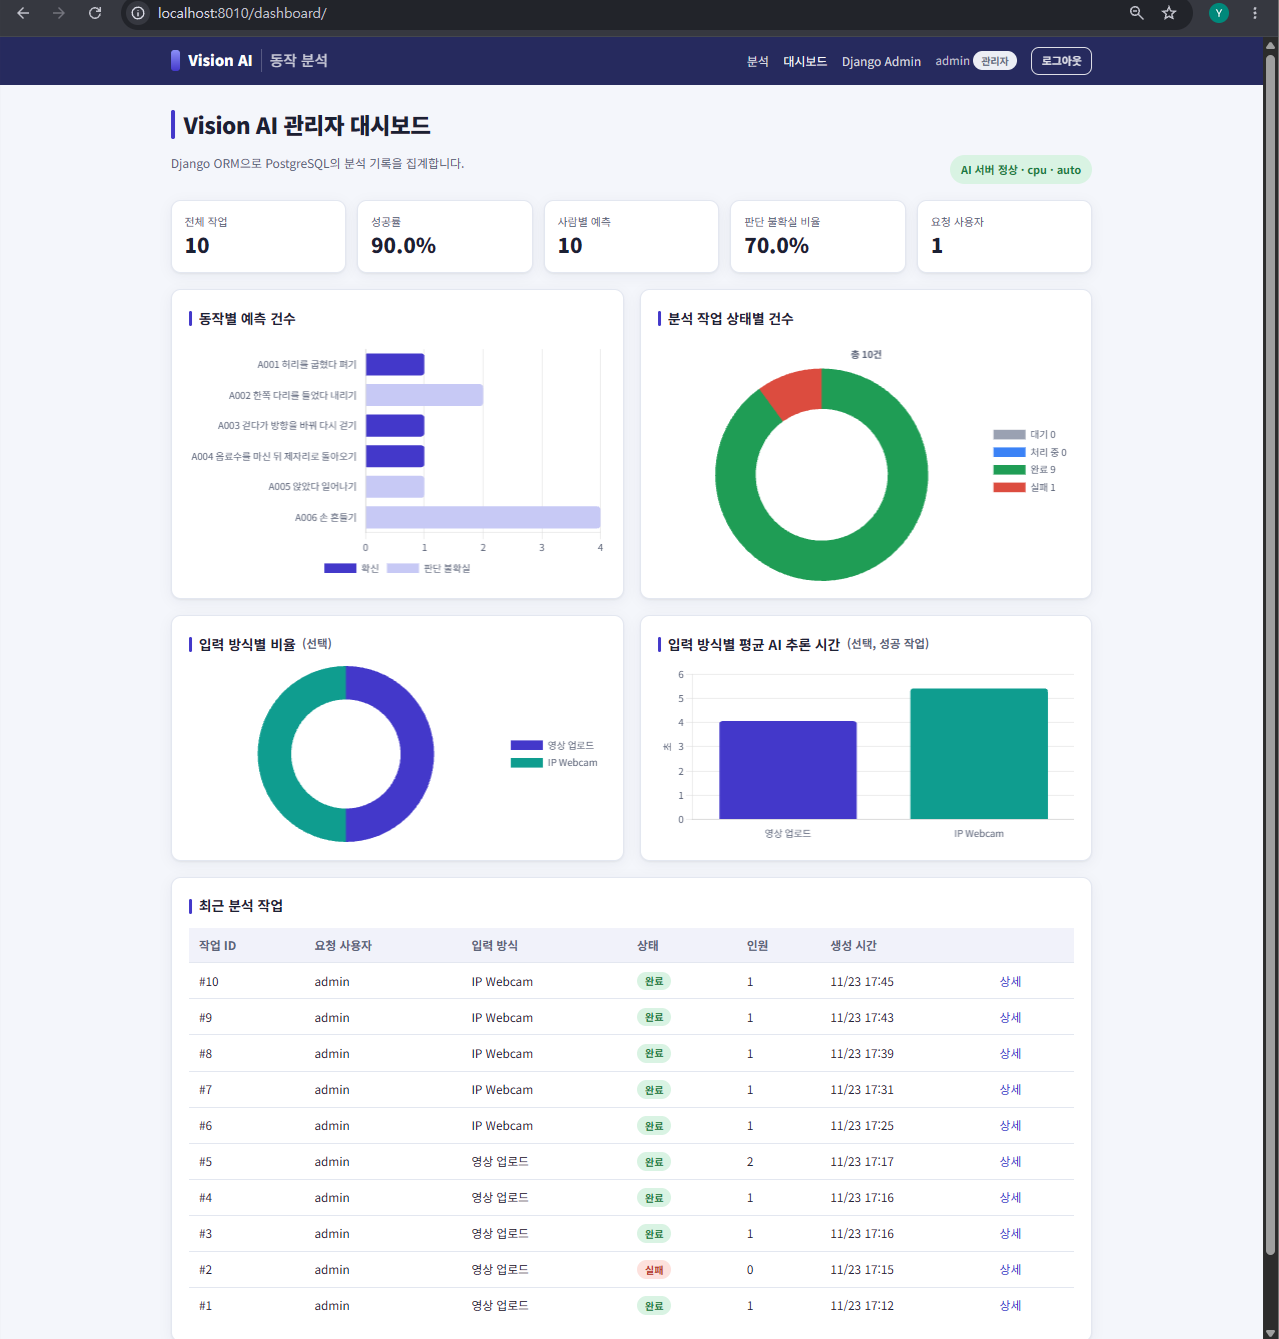 localhost:8010/dashboard/
Y
Vision AI 동작 분석
분석 대시보드 Django Admin admin 관리자 로그아웃
Vision AI 관리자 대시보드
Django ORM으로 PostgreSQL의 분석 기록을 집계합니다.
AI 서버 정상 · cpu · auto
전체 작업
10
성공률
90.0%
사람별 예측
10
판단 불확실 비율
70.0%
요청 사용자
1
동작별 예측 건수
A001 허리를 굽혔다 펴기
A002 한쪽 다리를 들었다 내리기
A003 걷다가 방향을 바꿔 다시 걷기
A004 음료수를 마신 뒤 제자리로 돌아오기
A005 앉았다 일어나기
A006 손 흔들기
0 1 2 3 4
확신 판단 불확실
분석 작업 상태별 건수
총 10건
대기 0
처리 중 0
완료 9
실패 1
입력 방식별 비율 (선택)
영상 업로드
IP Webcam
입력 방식별 평균 AI 추론 시간 (선택, 성공 작업)
6
5
4
초 3
2
1
0
영상 업로드 IP Webcam
최근 분석 작업
작업 ID 요청 사용자 입력 방식 상태 인원 생성 시간
#10 admin IP Webcam 완료 1 11/23 17:45 상세
#9 admin IP Webcam 완료 1 11/23 17:43 상세
#8 admin IP Webcam 완료 1 11/23 17:39 상세
#7 admin IP Webcam 완료 1 11/23 17:31 상세
#6 admin IP Webcam 완료 1 11/23 17:25 상세
#5 admin 영상 업로드 완료 2 11/23 17:17 상세
#4 admin 영상 업로드 완료 1 11/23 17:16 상세
#3 admin 영상 업로드 완료 1 11/23 17:16 상세
#2 admin 영상 업로드 실패 0 11/23 17:15 상세
#1 admin 영상 업로드 완료 1 11/23 17:12 상세